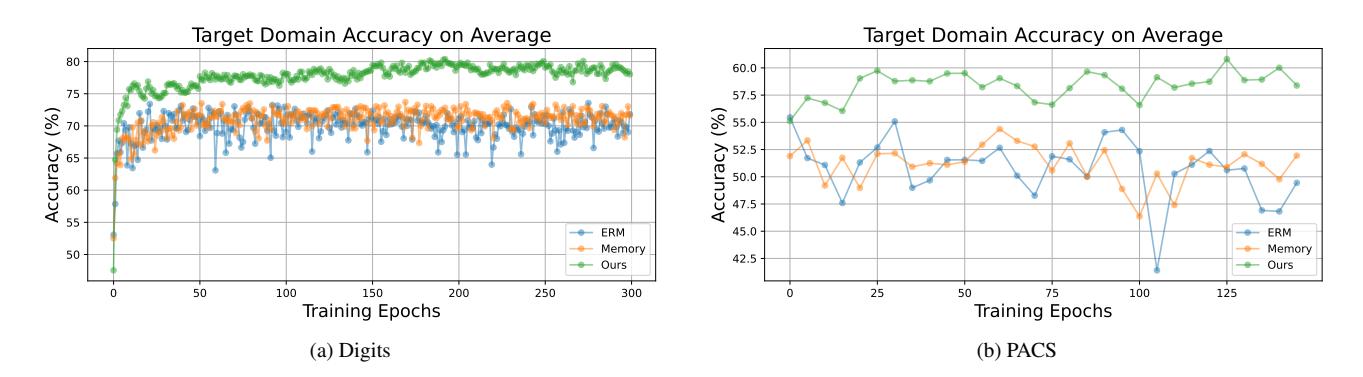 Target Domain Accuracy on Average
80
75
70
65
60
55
50
Accuracy (%)
0 50 100 150 200 250 300
Training Epochs
ERM
Memory
Ours
(a) Digits
Target Domain Accuracy on Average
60.0
57.5
55.0
52.5
50.0
47.5
45.0
42.5
Accuracy (%)
0 25 50 75 100 125
Training Epochs
ERM
Memory
Ours
(b) PACS